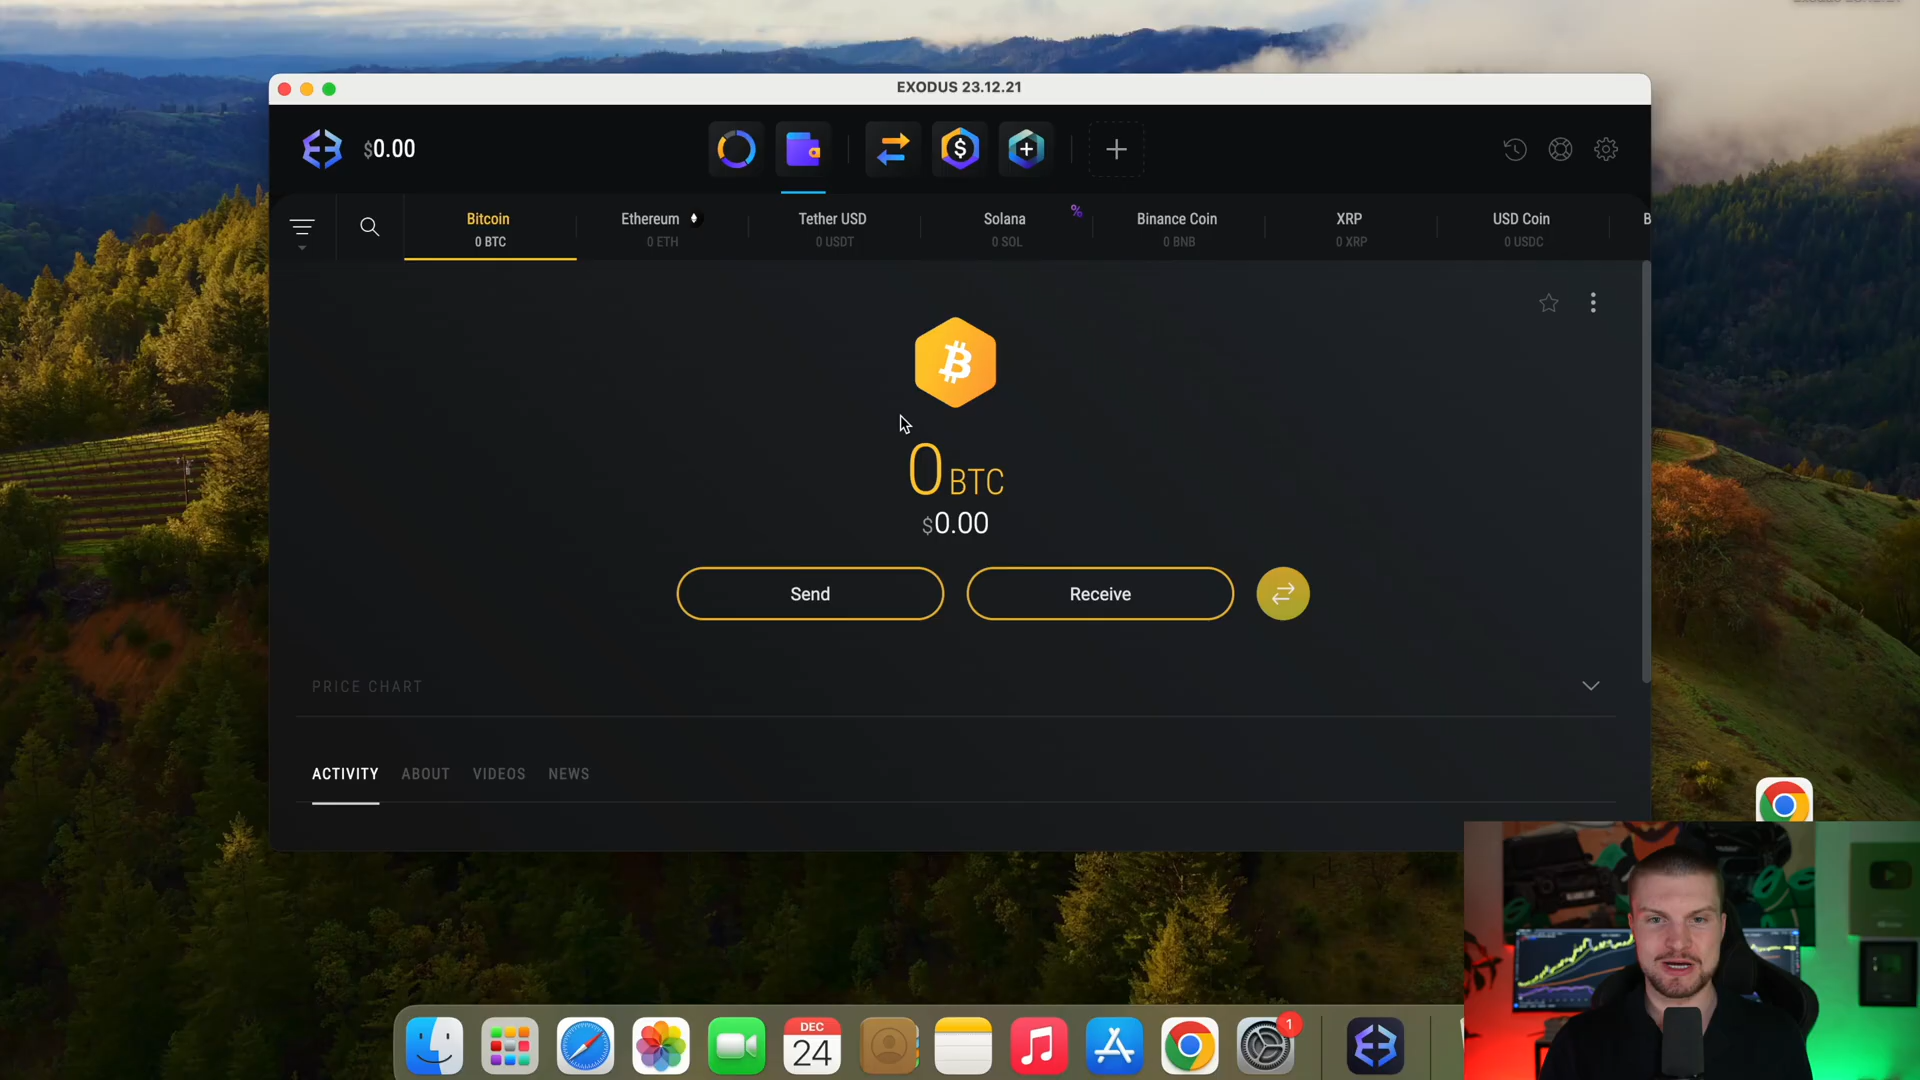 EXODUS 23.12.21
$0.00
Bitcoin
0 BTC
Ethereum
0 ETH
Tether USD
0 USDT
Solana
0 SOL
%
Binance Coin
0 BNB
XRP
0 XRP
USD Coin
0 USDC
B
0 BTC
$0.00
Send
Receive
PRICE CHART
ACTIVITY
ABOUT
VIDEOS
NEWS
DEC
24
1